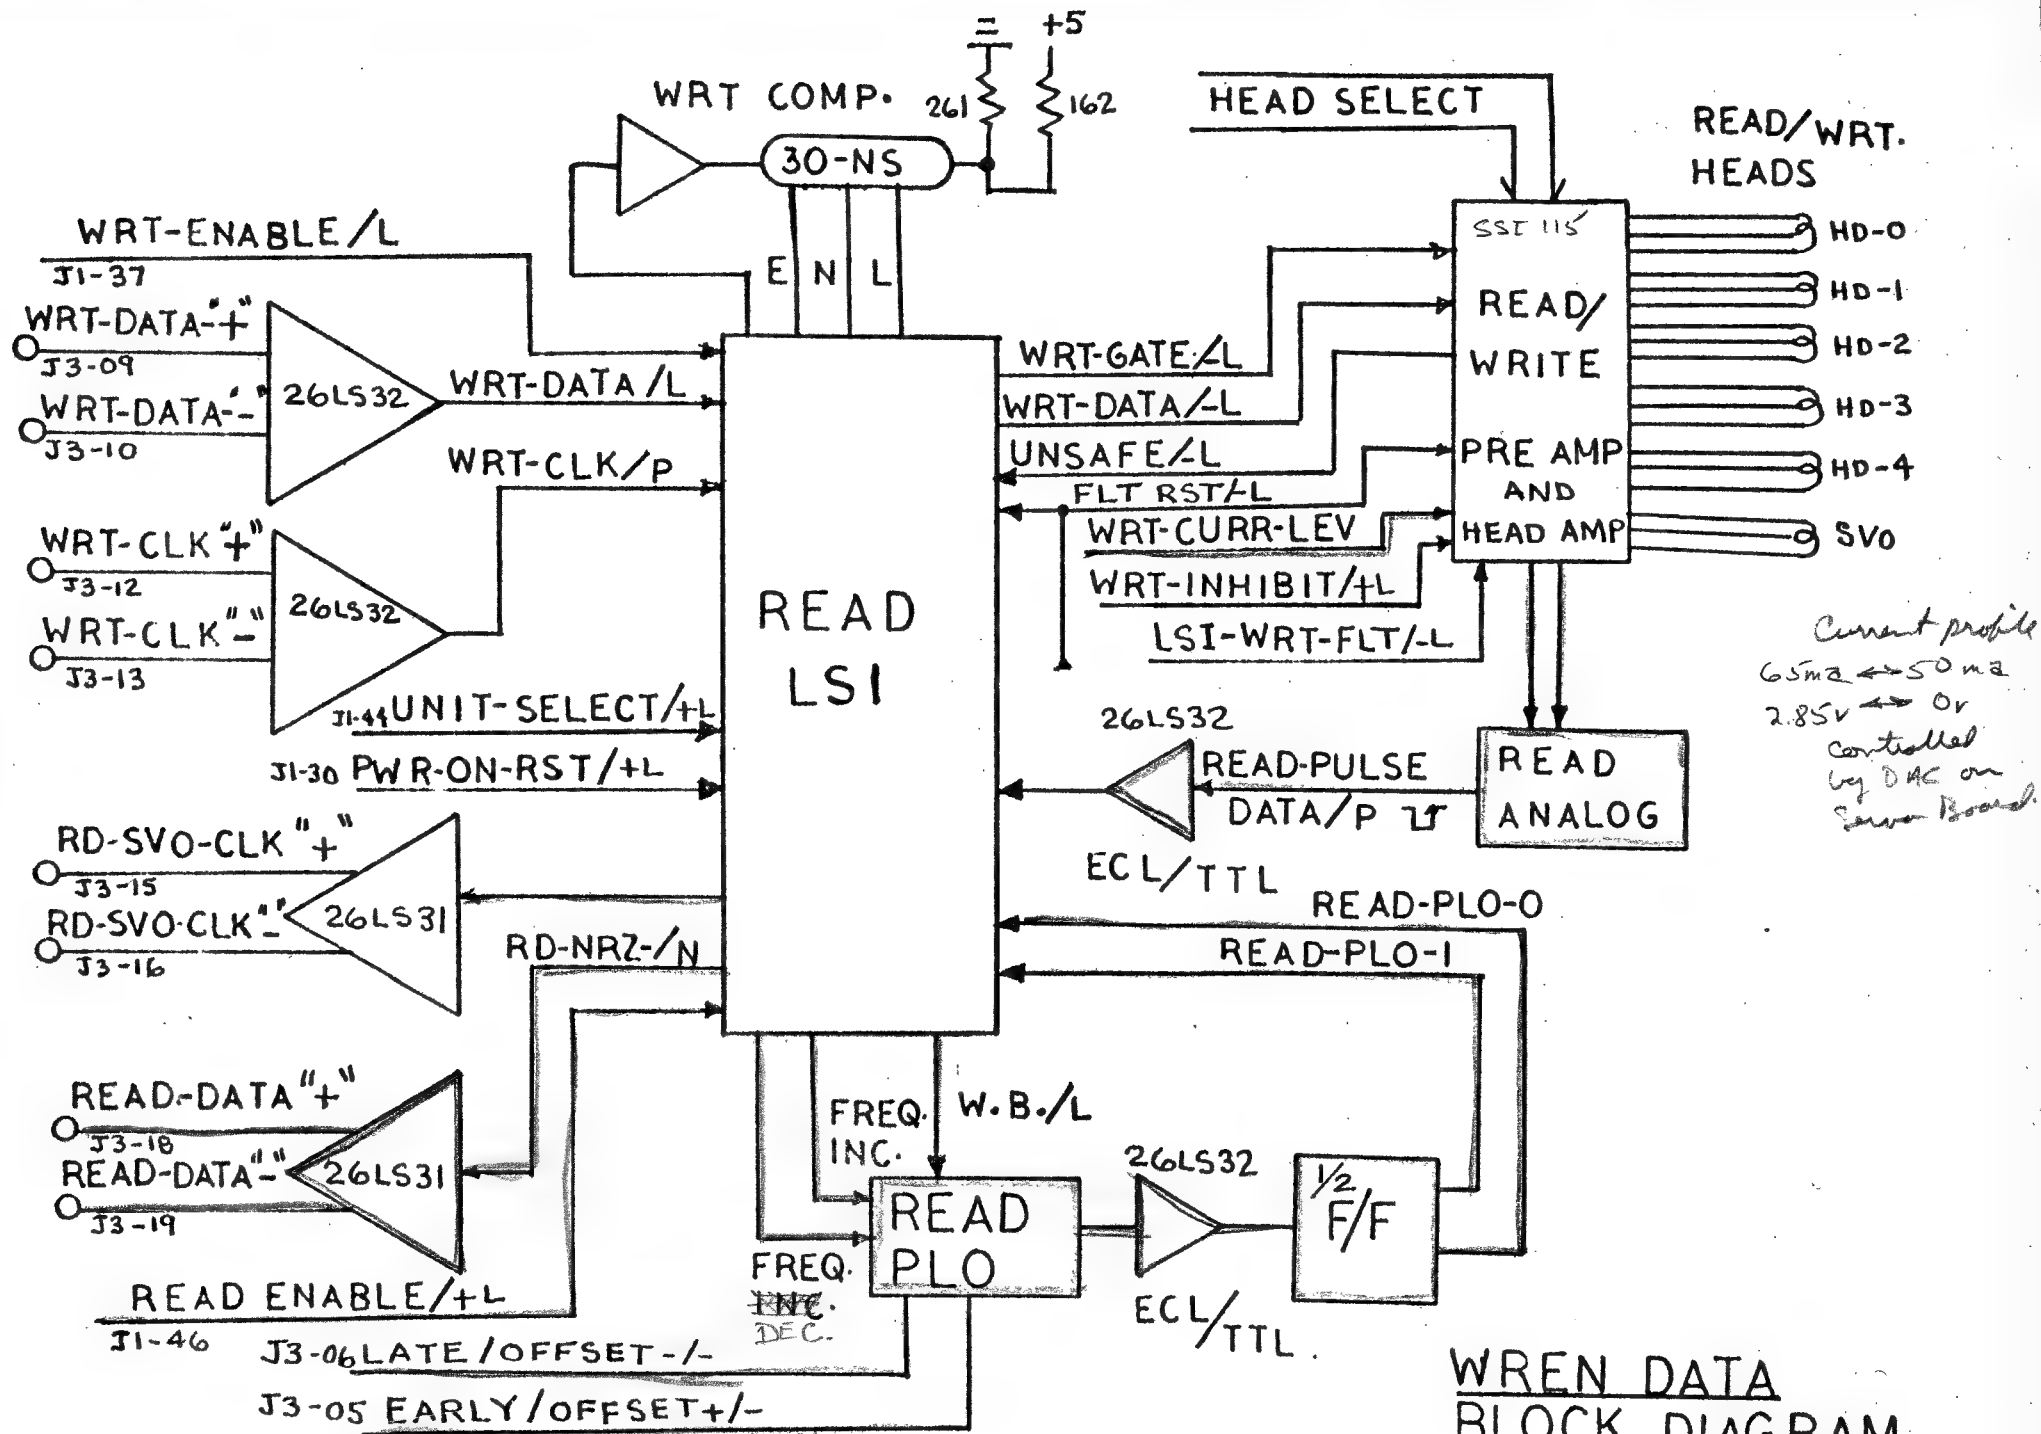 +5
WRT COMP.
261
162
30-NS
E N L
HEAD SELECT
READ/WRT.
HEADS
WRT-ENABLE/L
J1-37
WRT-DATA-"+"
J3-09
WRT-DATA-"-"
J3-10
26LS32
WRT-DATA/L
WRT-CLK/P
WRT-CLK "+"
J3-12
WRT-CLK "-"
J3-13
26LS32
J1-44 UNIT-SELECT/+L
J1-30 PWR-ON-RST/+L
RD-SVO-CLK "+"
J3-15
RD-SVO-CLK "-"
J3-16
26LS31
RD-NRZ-/N
READ-DATA "+"
J3-18
READ-DATA "-"
J3-19
26LS31
READ ENABLE/+L
J1-46
J3-06 LATE/OFFSET-/-
J3-05 EARLY/OFFSET+/-
READ
LSI
WRT-GATE/-L
WRT-DATA/-L
UNSAFE/-L
FLT RST/-L
WRT-CURR-LEV
WRT-INHIBIT/+L
LSI-WRT-FLT/-L
SSI 115
READ/
WRITE
PRE AMP
AND
HEAD AMP
HD-0
HD-1
HD-2
HD-3
HD-4
SVO
Current profile
65ma ↔ 50ma
2.85v ↔ 0v
controlled
by DAC on
Servo Board.
26LS32
READ-PULSE
DATA/P
ECL/TTL
READ
ANALOG
READ-PLO-0
READ-PLO-1
FREQ.
INC.
W.B./L
FREQ.
INC.
DEC.
READ
PLO
26LS32
ECL/TTL
1/2
F/F
WREN DATA
BLOCK DIAGRAM